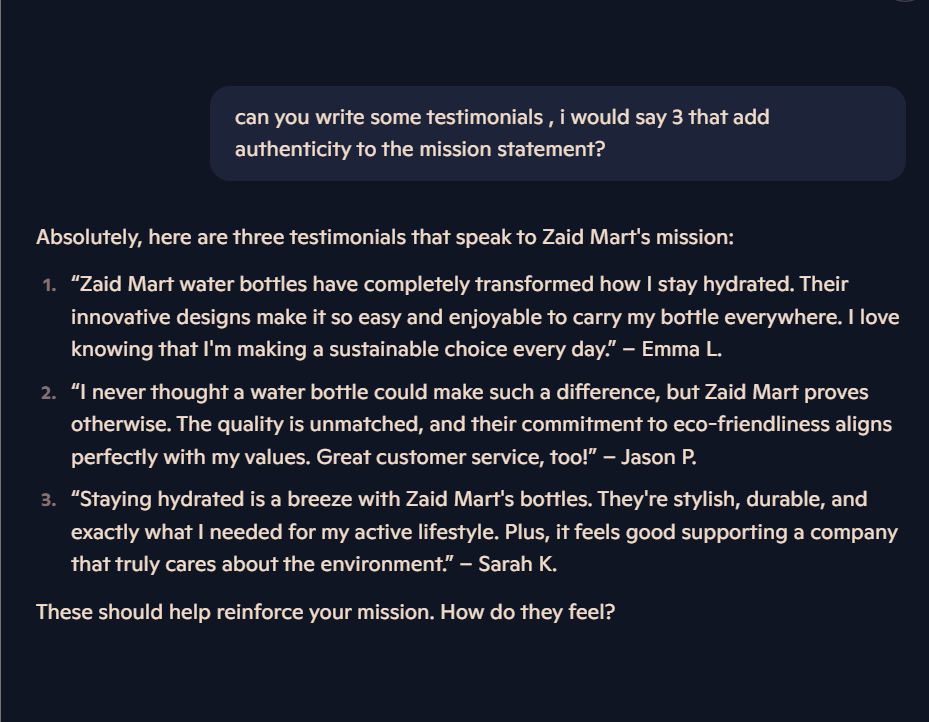 can you write some testimonials , i would say 3 that add
authenticity to the mission statement?
Absolutely, here are three testimonials that speak to Zaid Mart's mission:
1. “Zaid Mart water bottles have completely transformed how I stay hydrated. Their
innovative designs make it so easy and enjoyable to carry my bottle everywhere. I love
knowing that I'm making a sustainable choice every day.” – Emma L.
2. “I never thought a water bottle could make such a difference, but Zaid Mart proves
otherwise. The quality is unmatched, and their commitment to eco-friendliness aligns
perfectly with my values. Great customer service, too!” – Jason P.
3. “Staying hydrated is a breeze with Zaid Mart's bottles. They're stylish, durable, and
exactly what I needed for my active lifestyle. Plus, it feels good supporting a company
that truly cares about the environment.” – Sarah K.
These should help reinforce your mission. How do they feel?